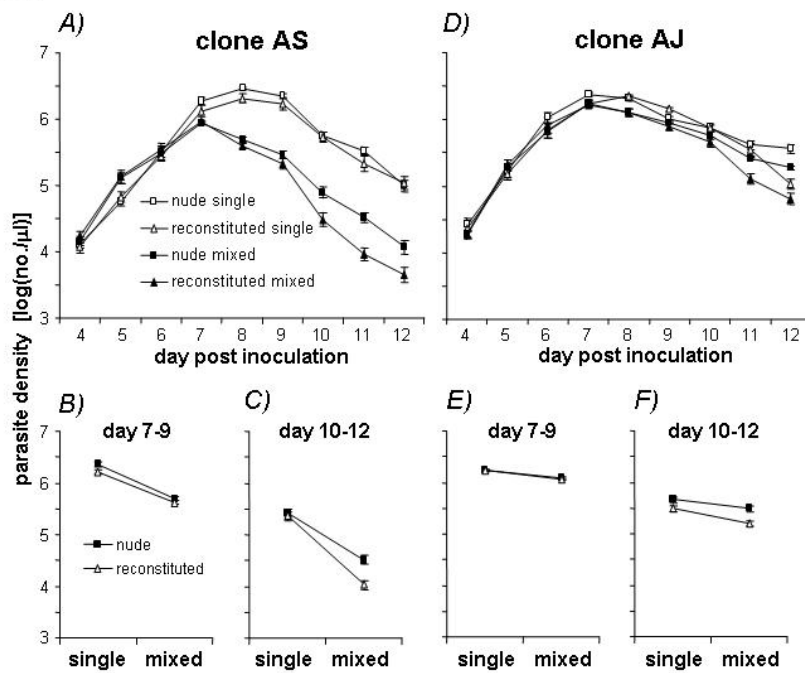 A)
clone AS
D)
clone AJ
7
6
5
4
3
nude single
reconstituted single
nude mixed
reconstituted mixed
4 5 6 7 8 9 10 11 12
day post inoculation
4 5 6 7 8 9 10 11 12
day post inoculation
parasite density [log(no./µl)]
B)
day 7-9
C)
day 10-12
E)
day 7-9
F)
day 10-12
7
6
5
4
3
nude
reconstituted
single mixed
single mixed
single mixed
single mixed